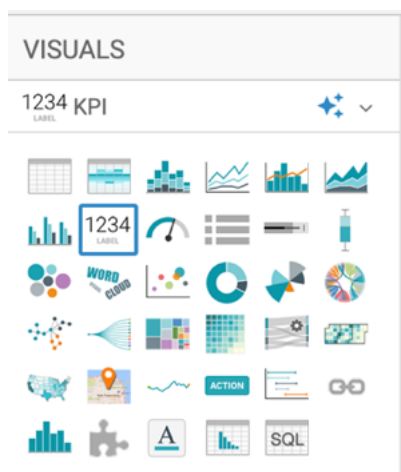 VISUALS
1234 KPI
LABEL
1234
LABEL
WORD
CLOUD
ACTION
A
SQL